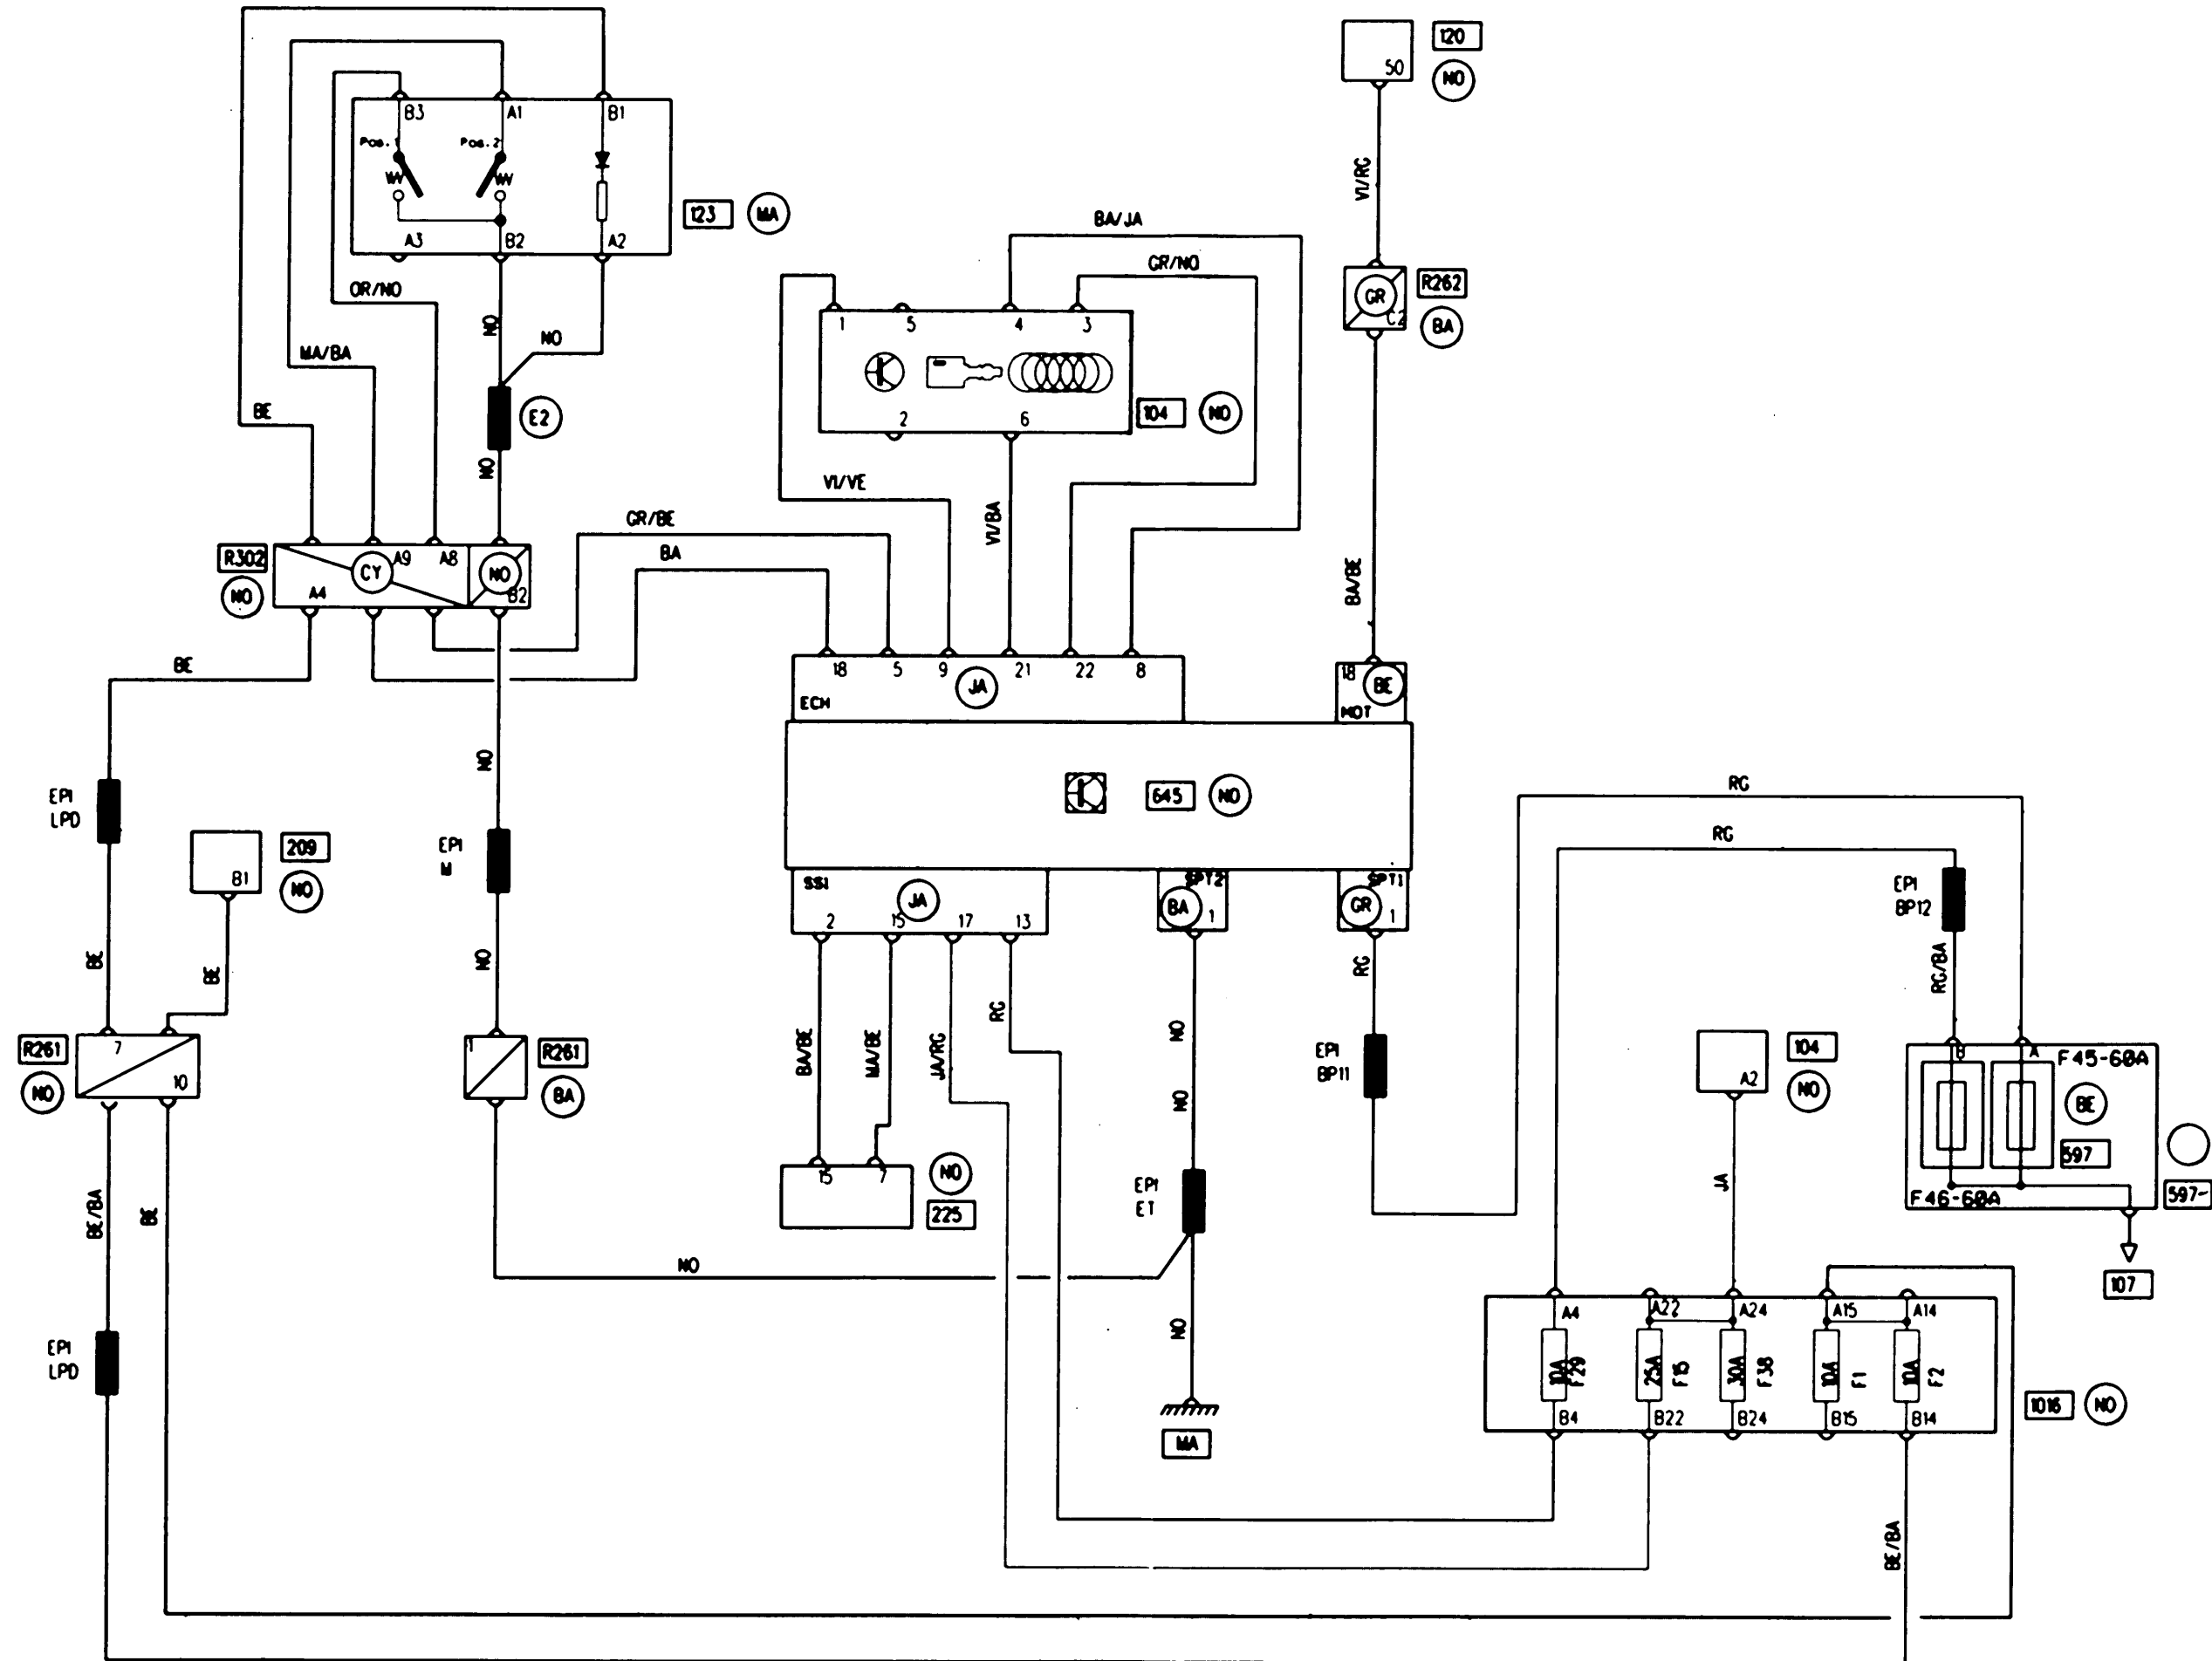 120
50
NO
B3
A1
B1
Pos. 1
Pos. 2
A3
B2
A2
123
MA
VI/RG
BA/JA
GR/NO
OR/NO
NO
NO
MA/BA
BE
E2
NO
1
5
4
3
2
6
104
NO
GR
C2
R262
BA
VI/VE
VI/BA
GR/BE
BA
BA/BE
R302
NO
CY
A9
A8
A4
NO
B2
BE
18
5
9
21
22
8
JA
ECH
18
BE
MOT
NO
645
NO
RG
RG
EP1
LPD
209
B1
NO
EP1
M
SS1
JA
2
15
17
13
SPT2
BA
1
SPT1
GR
1
EP1
BP12
BE
BE
NO
RG
RG
RG/BA
BA/BE
MA/BE
JA/RG
NO
NO
R261
NO
7
10
1
R261
BA
EP1
BP11
104
A2
NO
B
A
F45-60A
BE
597
F46-60A
597-
107
15
7
NO
225
EP1
ET
JA
BE/BA
BE
NO
NO
EP1
LPD
A4
A22
A24
A15
A14
10A
F29
25A
F15
30A
F38
10A
F1
10A
F2
B4
B22
B24
B15
B14
1016
NO
MA
BE/BA